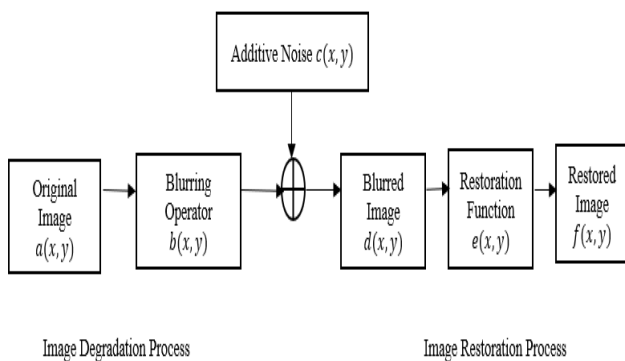 Additive Noise c(x, y)
Original
Image
a(x, y)
Blurring
Operator
b(x, y)
Blurred
Image
d(x, y)
Restoration
Function
e(x, y)
Restored
Image
f(x, y)
Image Degradation Process
Image Restoration Process